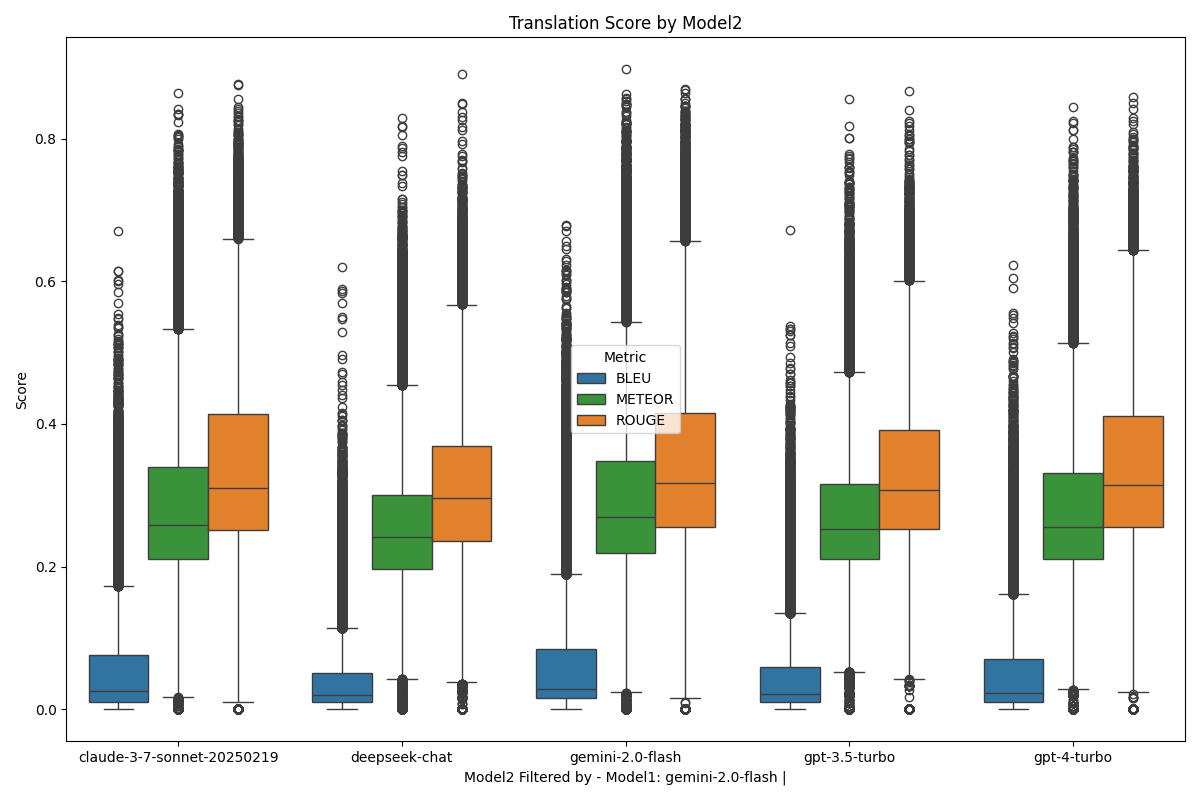 Translation Score by Model2
Score
0.8
0.6
0.4
0.2
0.0
Metric
BLEU
METEOR
ROUGE
claude-3-7-sonnet-20250219 deepseek-chat gemini-2.0-flash gpt-3.5-turbo gpt-4-turbo
Model2 Filtered by - Model1: gemini-2.0-flash |